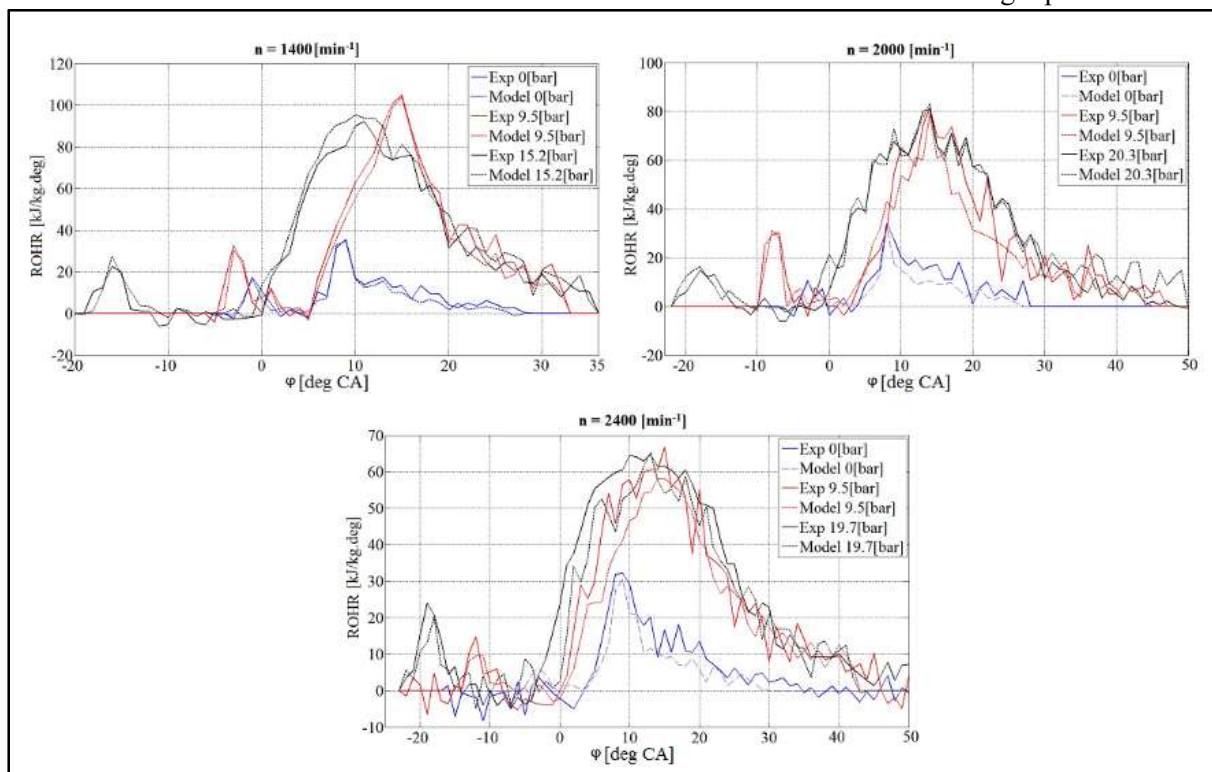 n = 1400 [min⁻¹]
120
100
80
60
40
20
0
-20
ROHR [kJ/kg.deg]
-20 -10 0 10 20 30 35
φ [deg CA]
Exp 0[bar]
Model 0[bar]
Exp 9.5[bar]
Model 9.5[bar]
Exp 15.2[bar]
Model 15.2[bar]
n = 2000 [min⁻¹]
100
80
60
40
20
0
-20
ROHR [kJ/kg.deg]
-20 -10 0 10 20 30 40 50
φ [deg CA]
Exp 0[bar]
Model 0[bar]
Exp 9.5[bar]
Model 9.5[bar]
Exp 20.3[bar]
Model 20.3[bar]
n = 2400 [min⁻¹]
70
60
50
40
30
20
10
0
-10
ROHR [kJ/kg.deg]
-20 -10 0 10 20 30 40 50
φ [deg CA]
Exp 0[bar]
Model 0[bar]
Exp 9.5[bar]
Model 9.5[bar]
Exp 19.7[bar]
Model 19.7[bar]